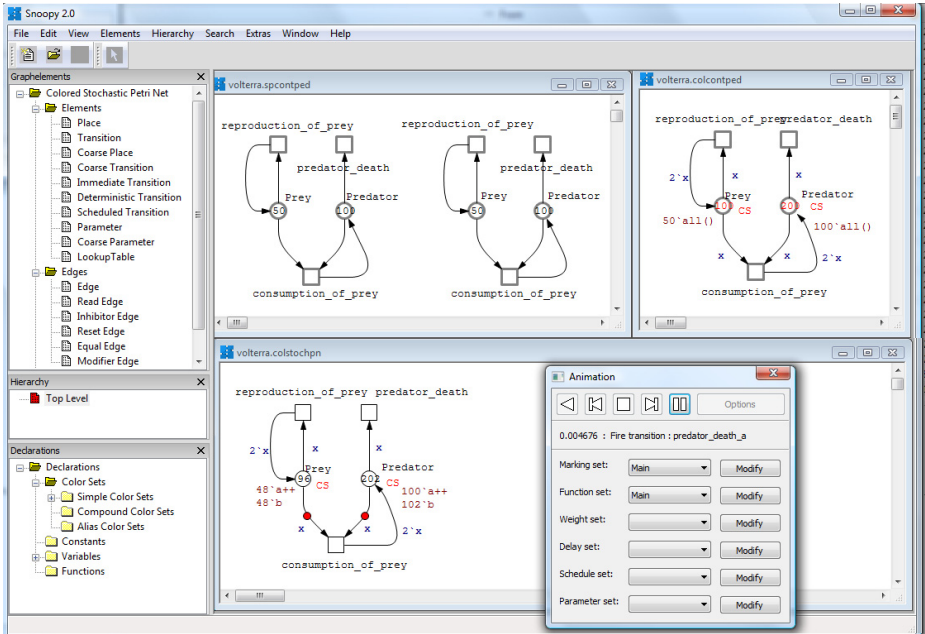 Snoopy 2.0
File Edit View Elements Hierarchy Search Extras Window Help
Graphelements
Colored Stochastic Petri Net
Elements
Place
Transition
Coarse Place
Coarse Transition
Immediate Transition
Deterministic Transition
Scheduled Transition
Parameter
Coarse Parameter
LookupTable
Edges
Edge
Read Edge
Inhibitor Edge
Reset Edge
Equal Edge
Modifier Edge
Hierarchy
Top Level
Declarations
Declarations
Color Sets
Simple Color Sets
Compound Color Sets
Alias Color Sets
Constants
Variables
Functions
volterra.spcontped
reproduction_of_prey reproduction_of_prey
predator_death predator_death
Prey Predator Prey Predator
50 100 50 100
consumption_of_prey consumption_of_prey
volterra.colcontped
reproduction_of_prey predator_death
2`x x x
Prey Predator
100 CS 200 CS
50`all() 100`all()
x x 2`x
consumption_of_prey
volterra.colstochpn
reproduction_of_prey predator_death
2`x x x
Prey Predator
96 CS 202 CS
48`a++ 100`a++
48`b 102`b
x x 2`x
consumption_of_prey
Animation
Options
0.004676 : Fire transition : predator_death_a
Marking set: Main Modify
Function set: Main Modify
Weight set: Modify
Delay set: Modify
Schedule set: Modify
Parameter set: Modify